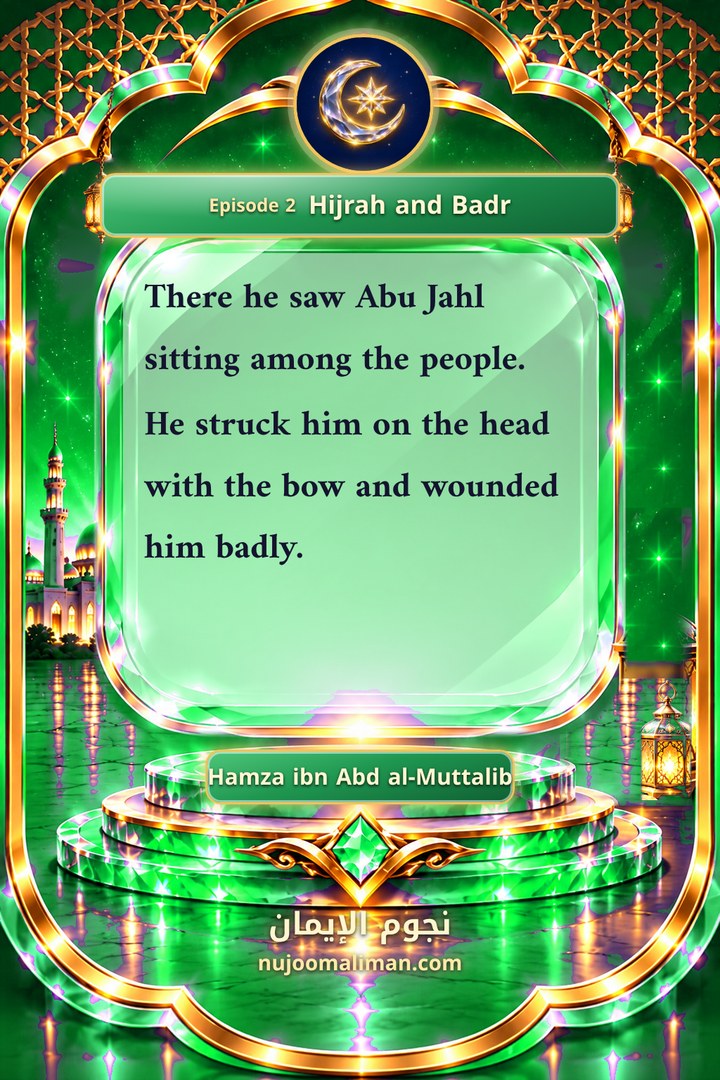 Episode 2 Hijrah and Badr
There he saw Abu Jahl
sitting among the people.
He struck him on the head
with the bow and wounded
him badly.
Hamza ibn Abd al-Muttalib
نجوم الإيمان
nujoomaliman.com